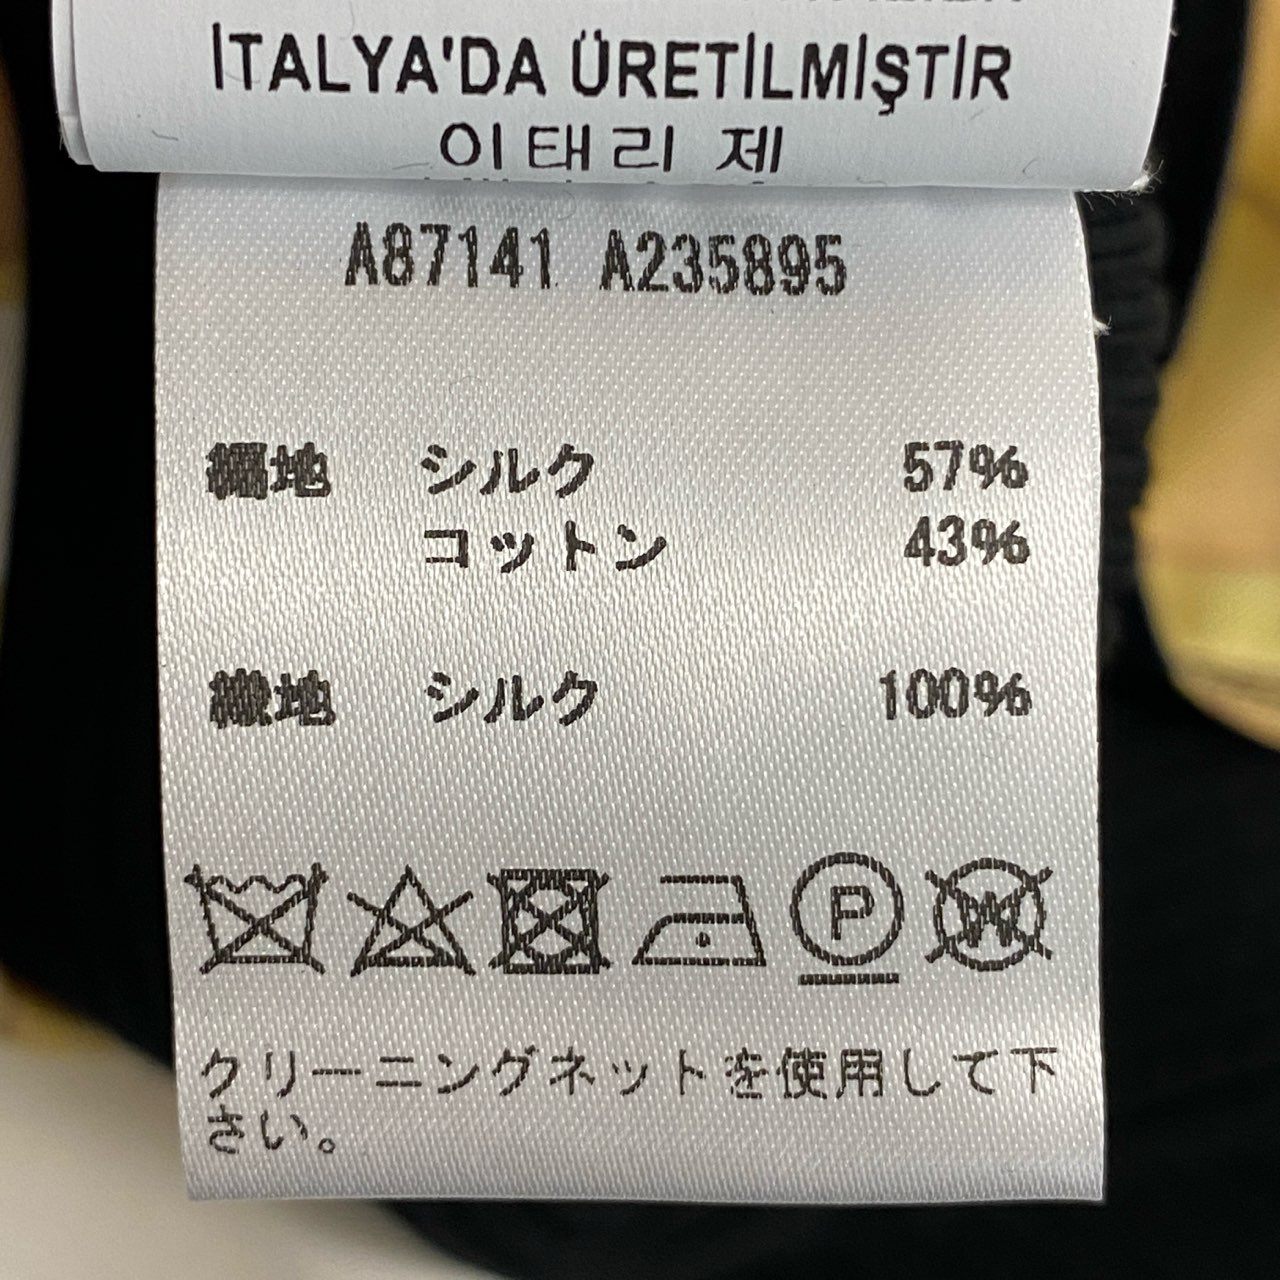 İTALYA'DA ÜRETİLMİŞTİR
이태리 제
A87141 A235895
編地 シルク 57%
コットン 43%
織地 シルク 100%
P
W
クリーニングネットを使用して下
さい。